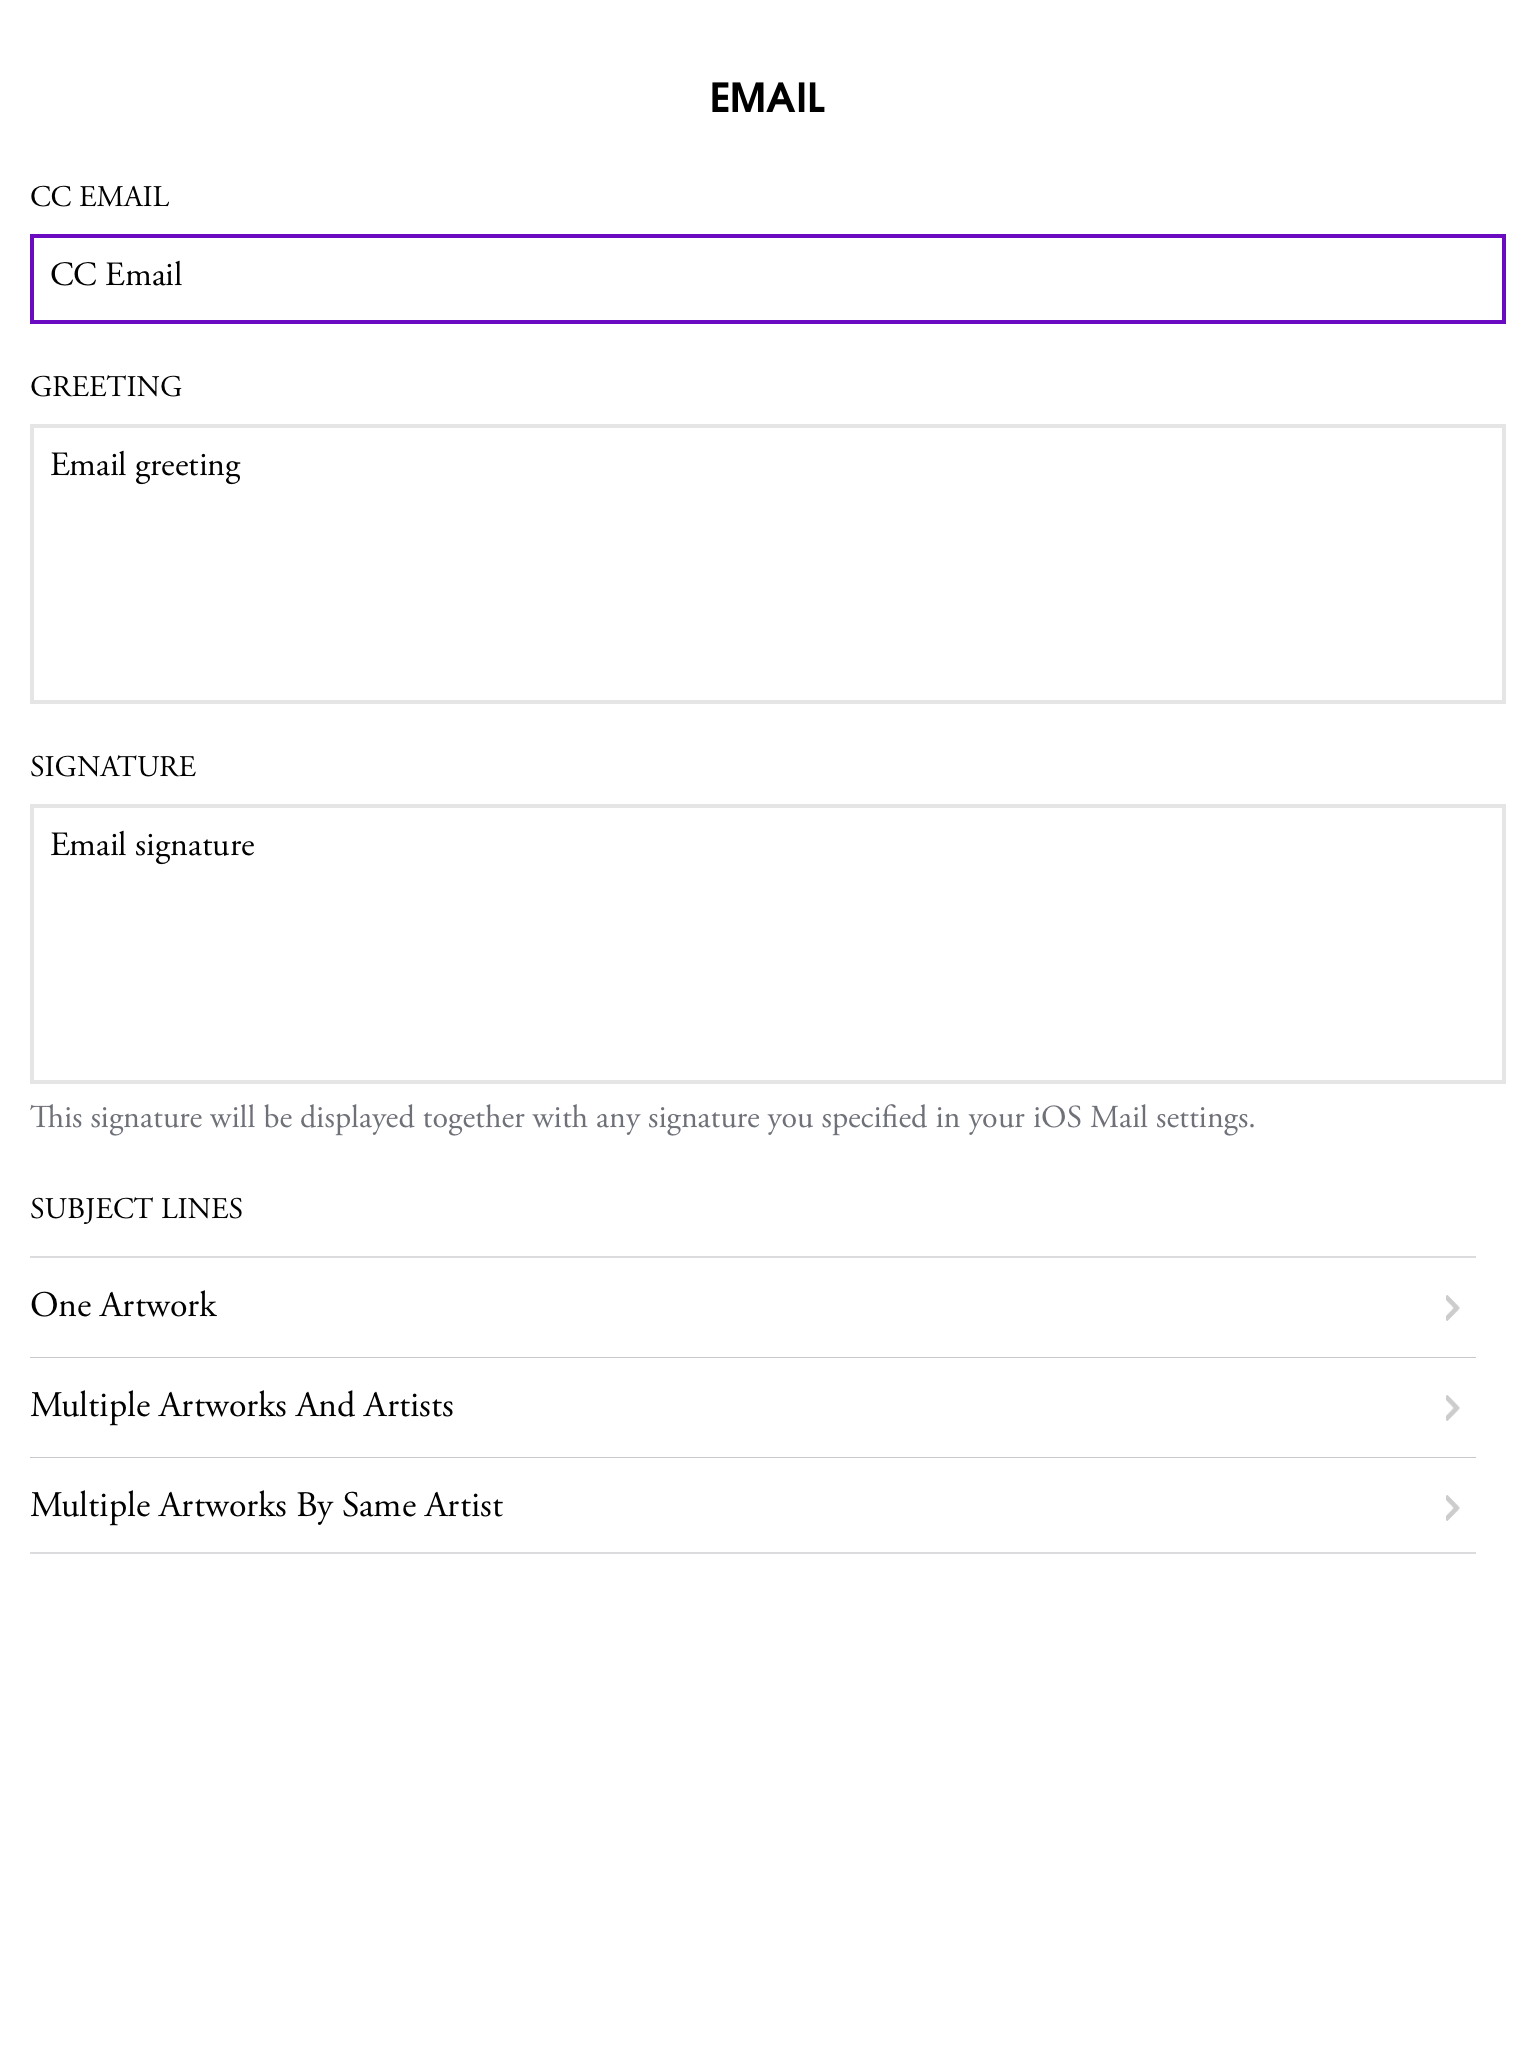 EMAIL
CC EMAIL
CC Email
GREETING
Email greeting
SIGNATURE
Email signature
This signature will be displayed together with any signature you specified in your iOS Mail settings.
SUBJECT LINES
One Artwork
Multiple Artworks And Artists
Multiple Artworks By Same Artist